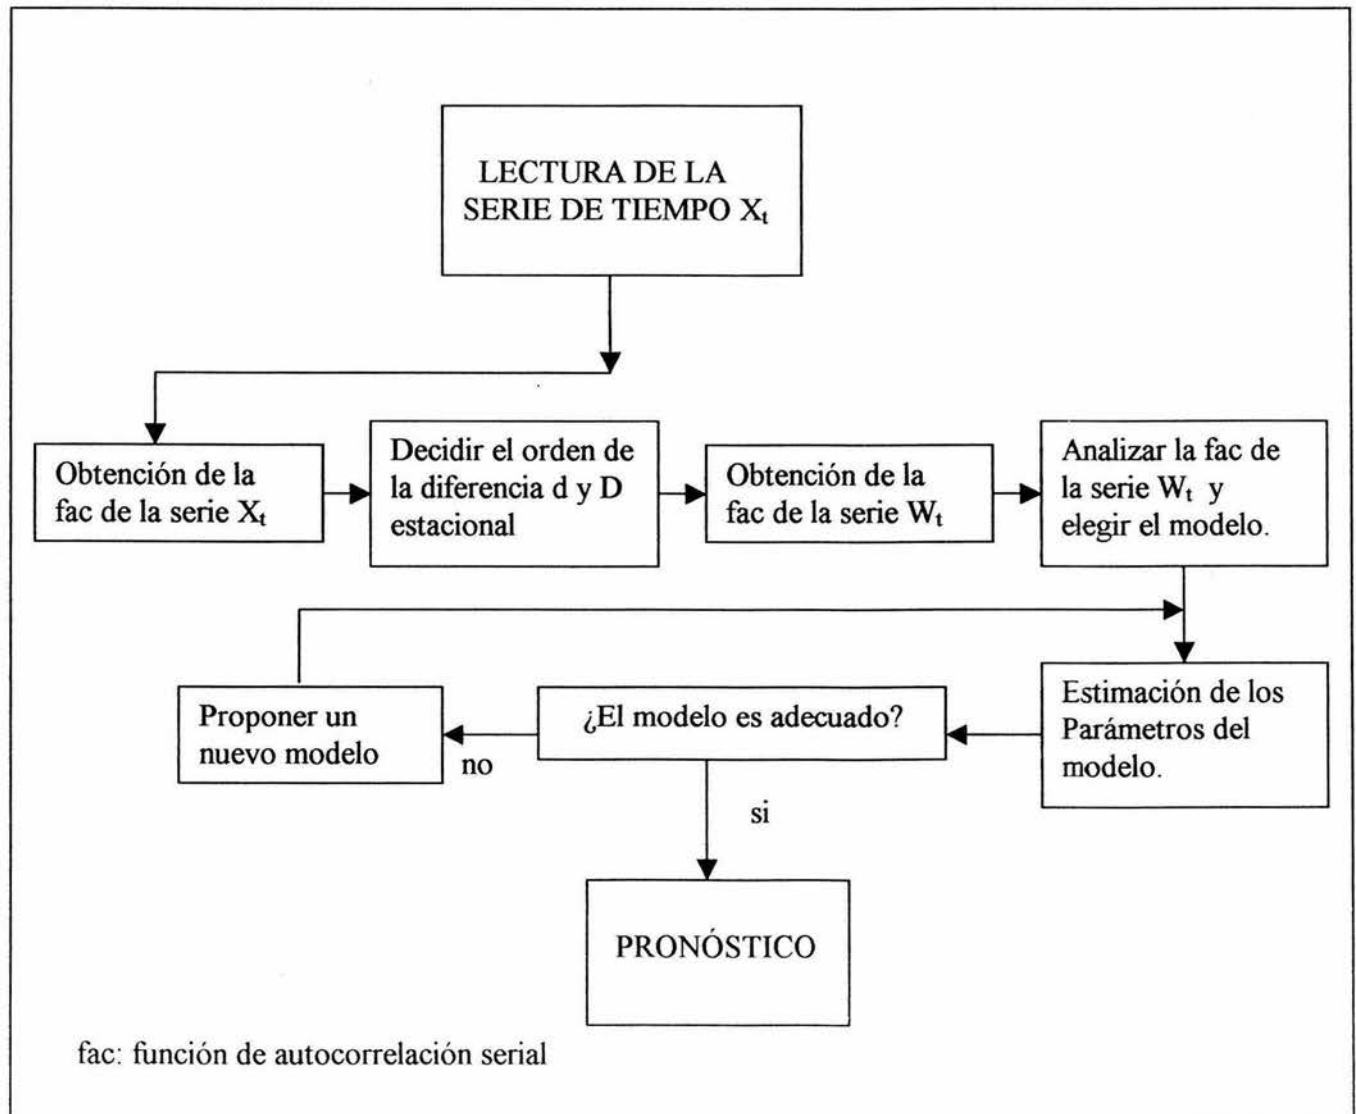 LECTURA DE LA
SERIE DE TIEMPO Xₜ
Obtención de la
fac de la serie Xₜ
Decidir el orden de
la diferencia d y D
estacional
Obtención de la
fac de la serie Wₜ
Analizar la fac de
la serie Wₜ y
elegir el modelo.
Estimación de los
Parámetros del
modelo.
¿El modelo es adecuado?
no
Proponer un
nuevo modelo
si
PRONÓSTICO
fac: función de autocorrelación serial